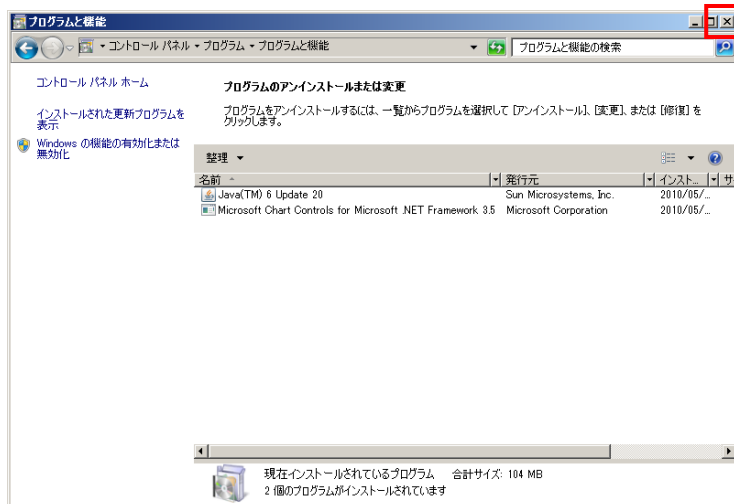 プログラムと機能
コントロール パネル ▾ プログラム ▾ プログラムと機能
プログラムと機能の検索
コントロール パネル ホーム
インストールされた更新プログラムを
表示
Windows の機能の有効化または
無効化
プログラムのアンインストールまたは変更
プログラムをアンインストールするには、一覧からプログラムを選択して [アンインストール]、[変更]、または [修復] を
クリックします。
整理 ▾
名前 発行元 インスト... サ
Java(TM) 6 Update 20 Sun Microsystems, Inc. 2010/05/...
Microsoft Chart Controls for Microsoft .NET Framework 3.5 Microsoft Corporation 2010/05/...
現在インストールされているプログラム 合計サイズ: 104 MB
2 個のプログラムがインストールされています